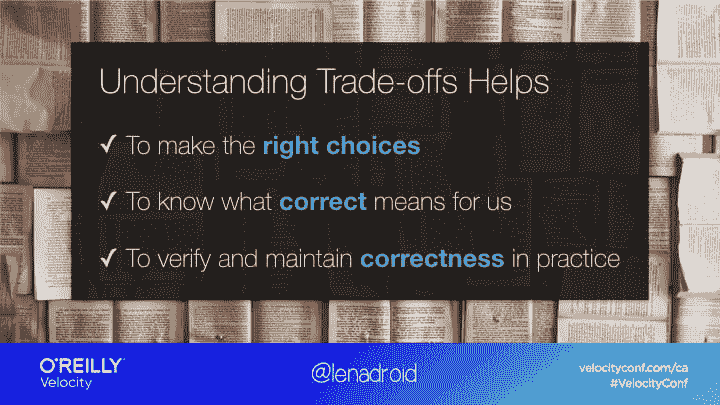 Understanding Trade-offs Helps
✓ To make the right choices
✓ To know what correct means for us
✓ To verify and maintain correctness in practice
O'REILLY
Velocity
@lenadroid
velocityconf.com/ca
#VelocityConf